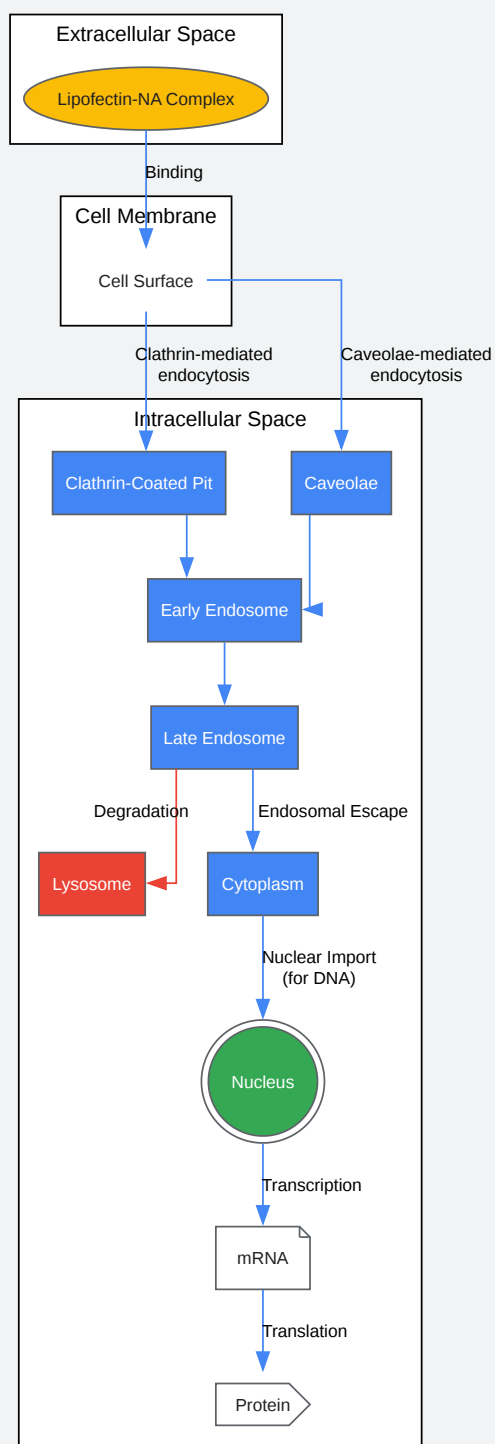 Extracellular Space
Lipofectin-NA Complex
Binding
Cell Membrane
Cell Surface
Clathrin-mediated
endocytosis
Caveolae-mediated
endocytosis
Intracellular Space
Clathrin-Coated Pit
Caveolae
Early Endosome
Late Endosome
Degradation
Endosomal Escape
Lysosome
Cytoplasm
Nuclear Import
(for DNA)
Nucleus
Transcription
mRNA
Translation
Protein